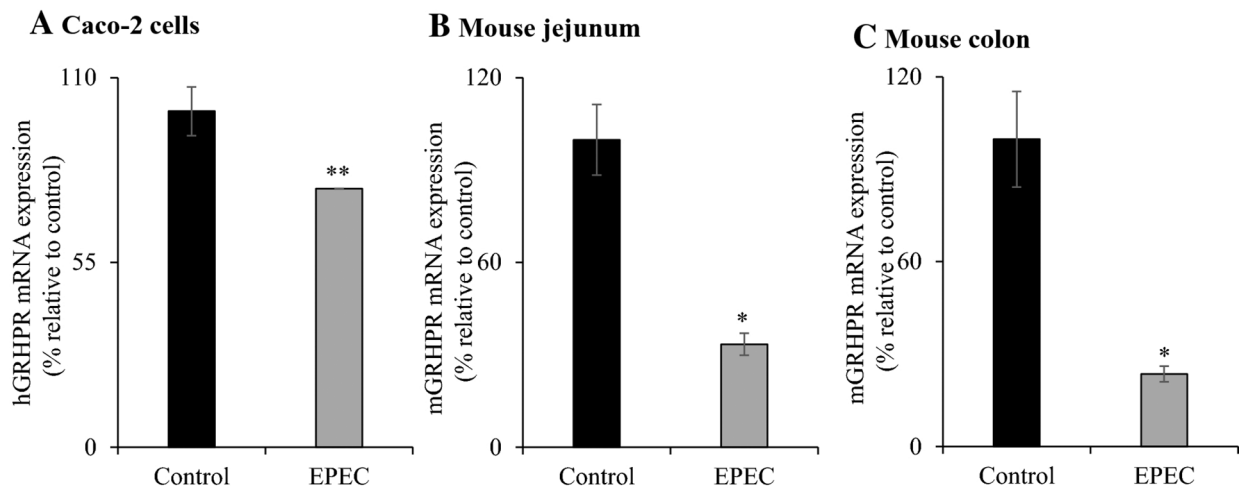 A Caco-2 cells
hGRHPR mRNA expression
(% relative to control)
110
55
0
**
Control
EPEC
B Mouse jejunum
mGRHPR mRNA expression
(% relative to control)
120
60
0
*
Control
EPEC
C Mouse colon
mGRHPR mRNA expression
(% relative to control)
120
60
0
*
Control
EPEC